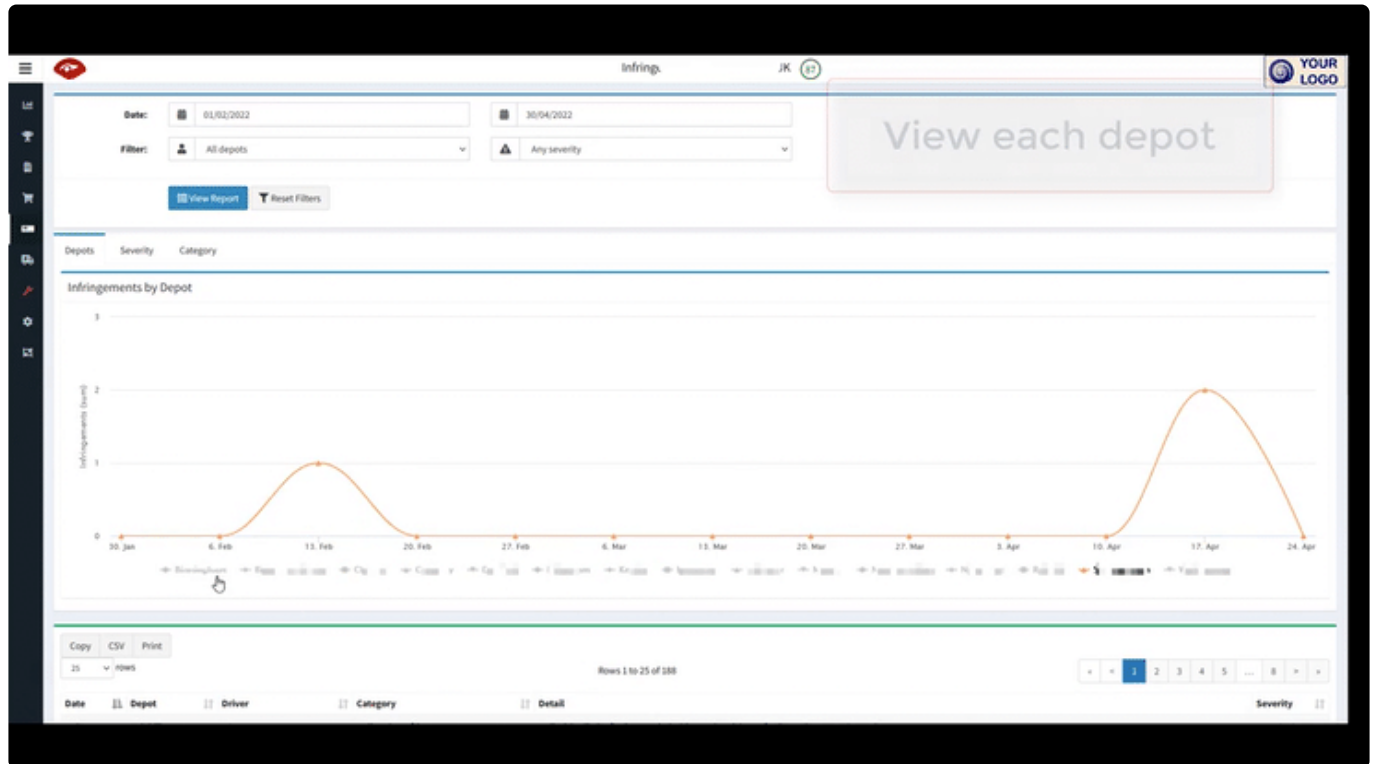 Infring
JK 87
YOUR
LOGO
View each depot
Date: 01/02/2022 30/04/2022
Filter: All depots Any severity
View Report Reset Filters
Depots Severity Category
Infringements by Depot
3
2
1
0
Infringements (sum)
30. Jan 6. Feb 13. Feb 20. Feb 27. Feb 6. Mar 13. Mar 20. Mar 27. Mar 3. Apr 10. Apr 17. Apr 24. Apr
Birmingham
Copy CSV Print
25 rows
Rows 1 to 25 of 188
« < 1 2 3 4 5 ... 8 > »
Date Depot Driver Category Detail Severity